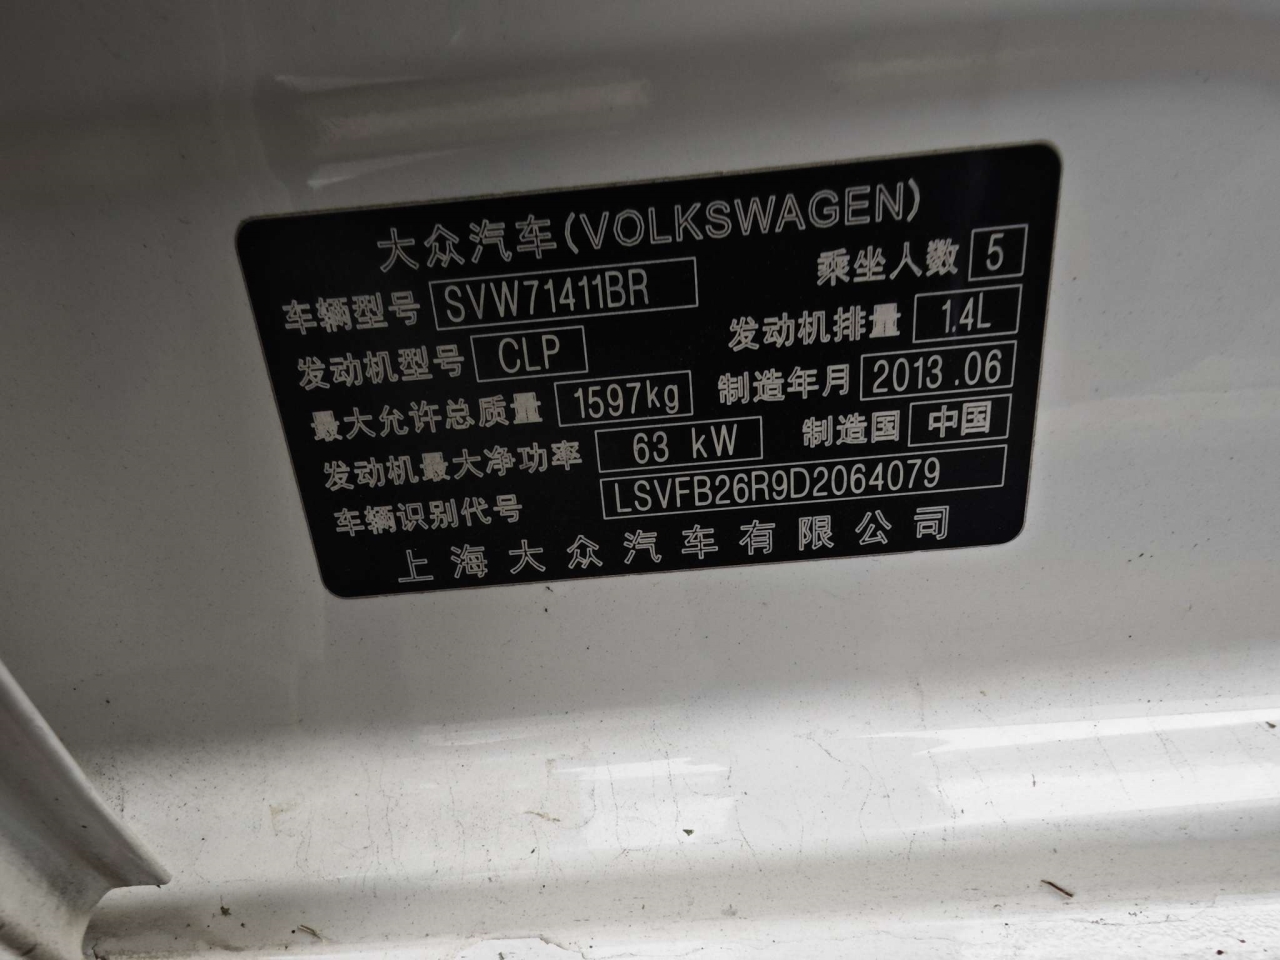 大众汽车(VOLKSWAGEN)
车辆型号 SVW71411BR 乘坐人数 5
发动机型号 CLP 发动机排量 1.4L
最大允许总质量 1597kg 制造年月 2013.06
发动机最大净功率 63 kW 制造国 中国
车辆识别代号 LSVFB26R9D2064079
上海大众汽车有限公司